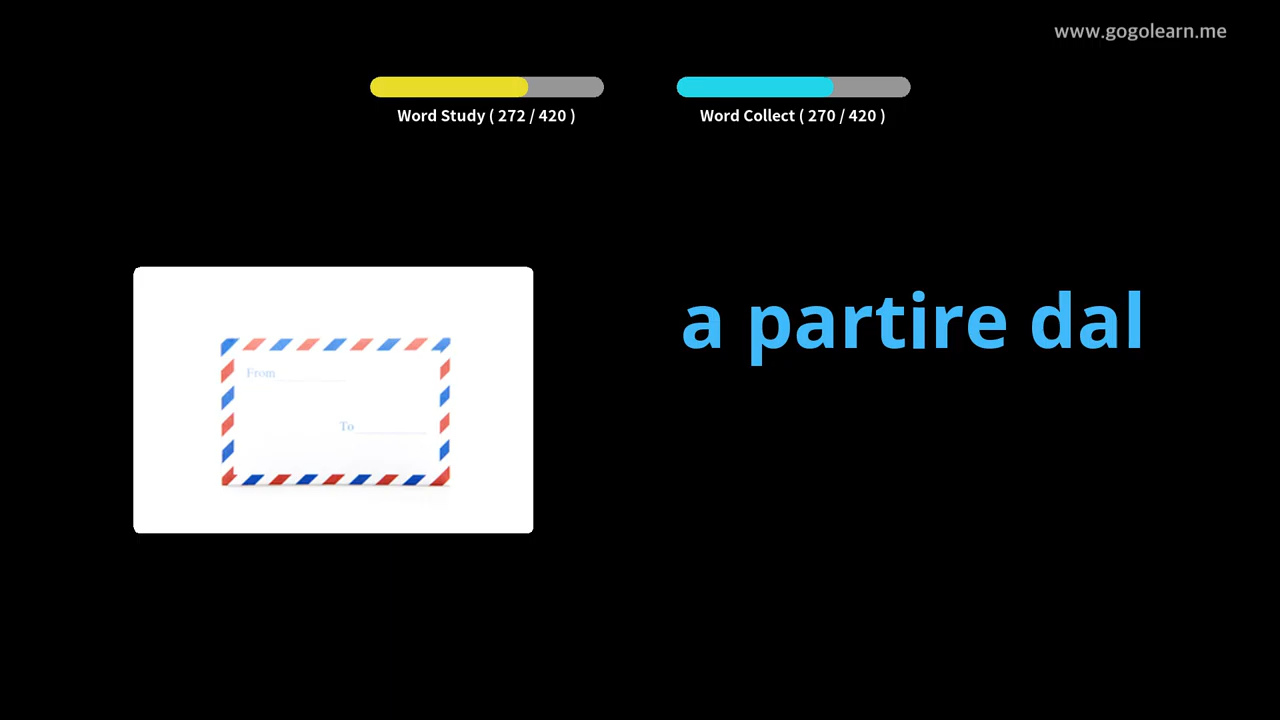 www.gogolearn.me
Word Study ( 272 / 420 )
Word Collect ( 270 / 420 )
a partire dal
From
To